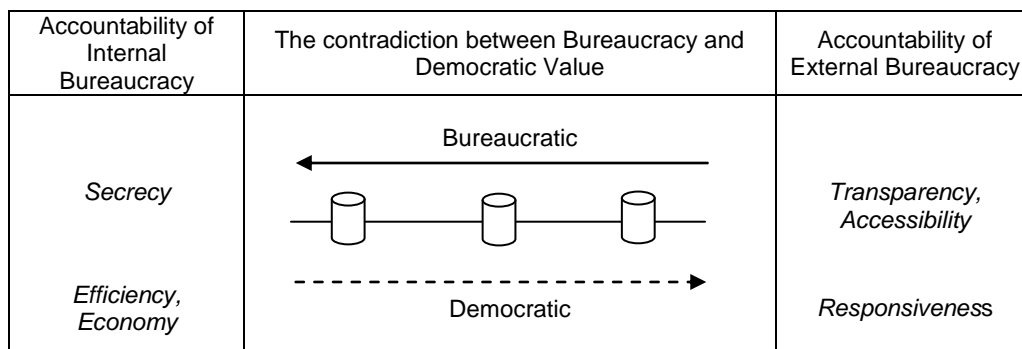 Accountability of
Internal
Bureaucracy
The contradiction between Bureaucracy and
Democratic Value
Accountability of
External Bureaucracy
Secrecy
Efficiency,
Economy
Bureaucratic
Democratic
Transparency,
Accessibility
Responsiveness